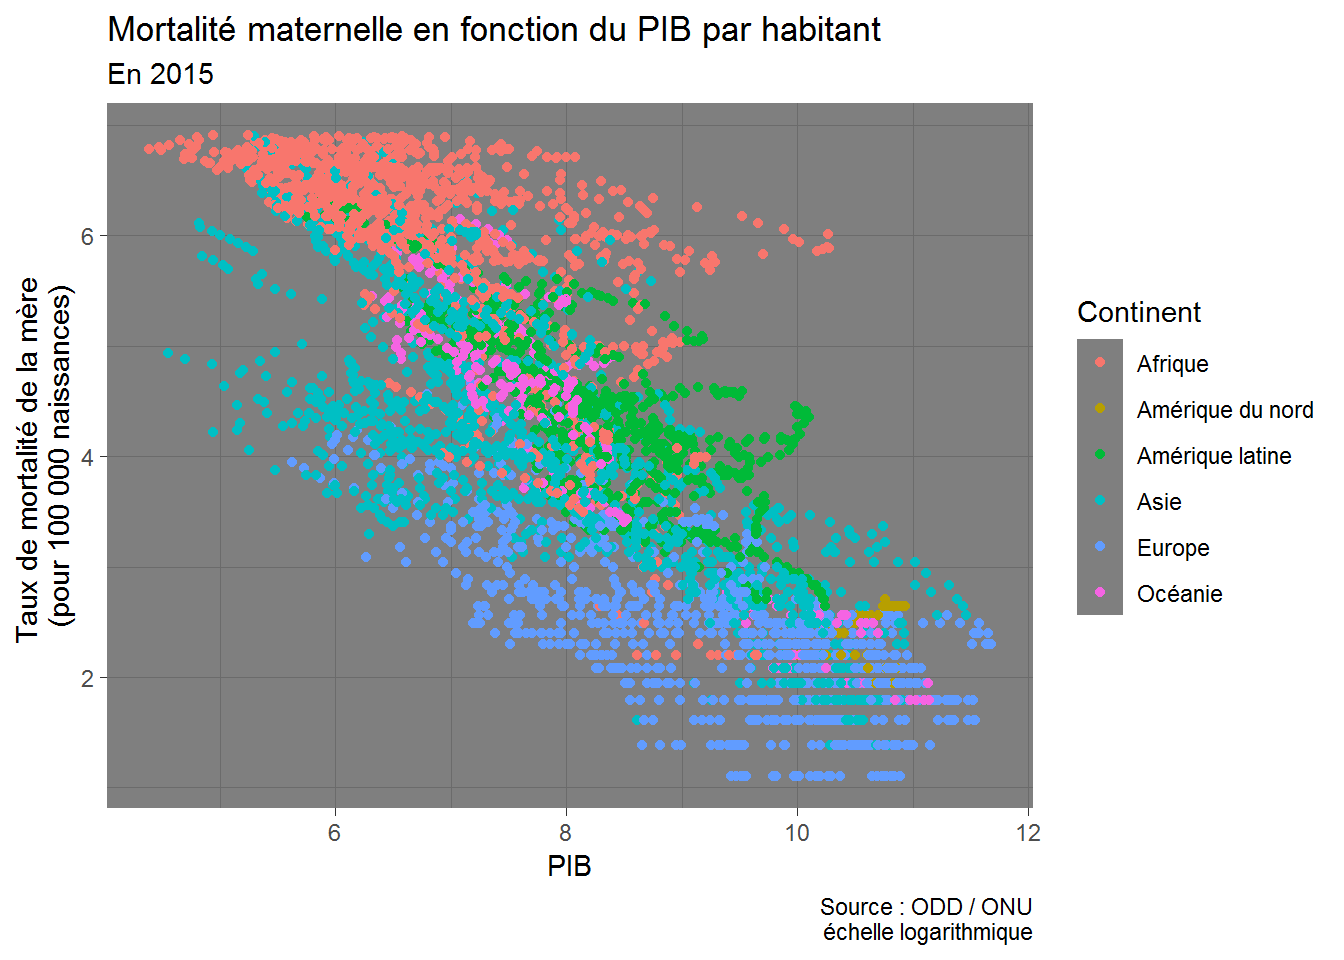 Mortalité maternelle en fonction du PIB par habitant
En 2015
Taux de mortalité de la mère
(pour 100 000 naissances)
6
4
2
6
8
10
12
PIB
Continent
Afrique
Amérique du nord
Amérique latine
Asie
Europe
Océanie
Source : ODD / ONU
échelle logarithmique